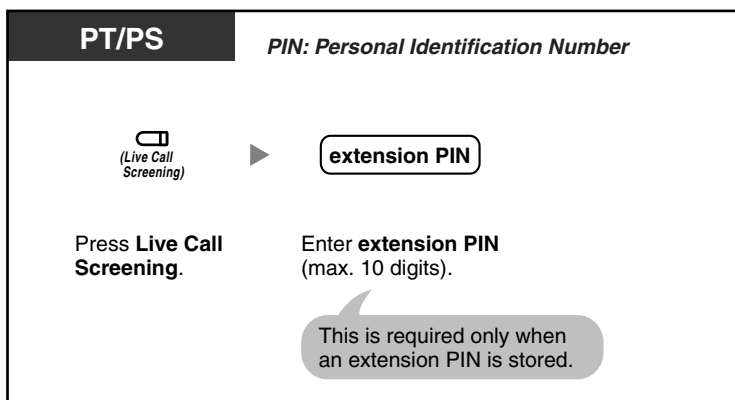 PT/PS
PIN: Personal Identification Number
(Live Call
Screening)
extension PIN
Press Live Call
Screening.
Enter extension PIN
(max. 10 digits).
This is required only when
an extension PIN is stored.